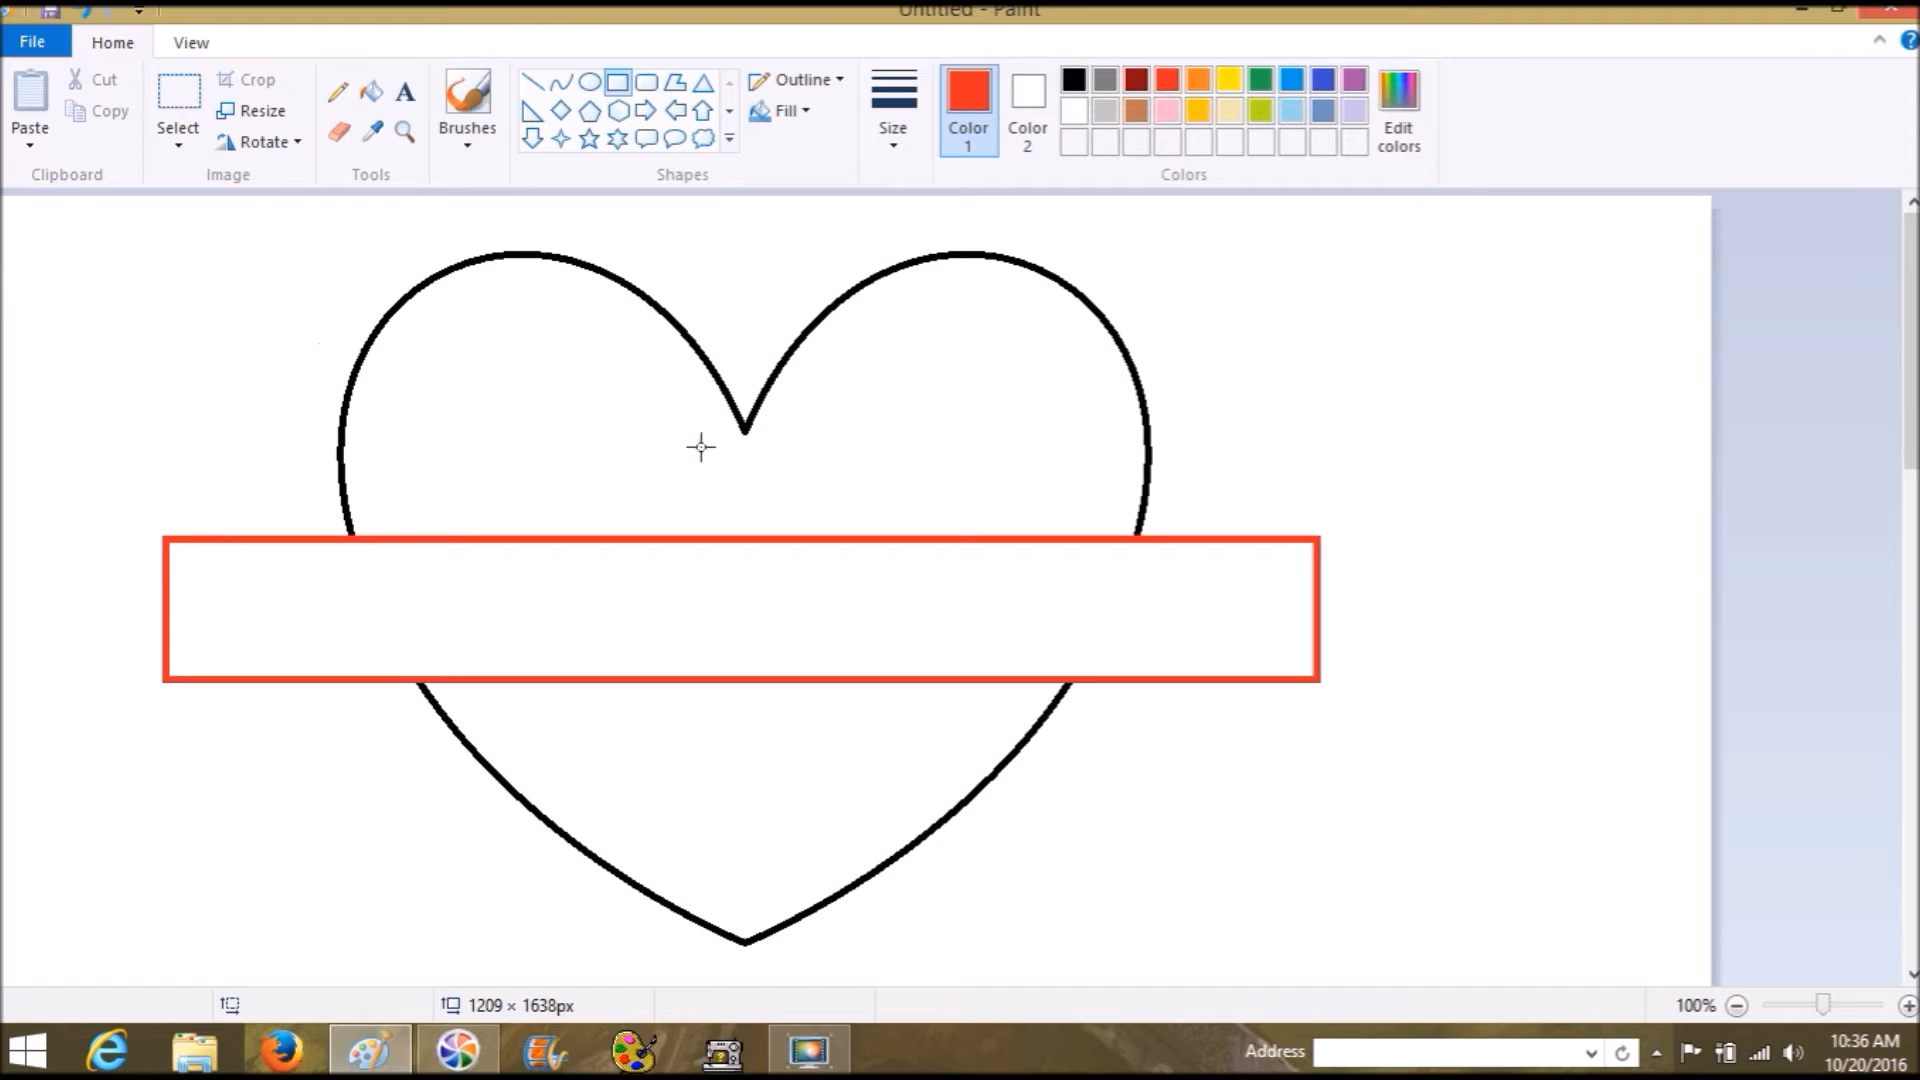 Untitled - Paint
File Home View
Paste
Cut
Copy
Clipboard
Select
Crop
Resize
Rotate
Image
Tools
Brushes
Shapes
Outline
Fill
Size
Color
1
Color
2
Edit
colors
Colors
1209 × 1638px
100%
Address
10:36 AM
10/20/2016